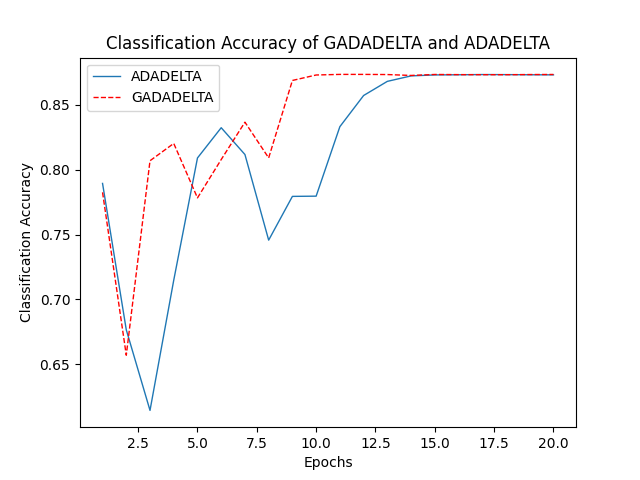 Classification Accuracy of GADADELTA and ADADELTA
ADADELTA
GADADELTA
Classification Accuracy
0.85
0.80
0.75
0.70
0.65
2.5 5.0 7.5 10.0 12.5 15.0 17.5 20.0
Epochs